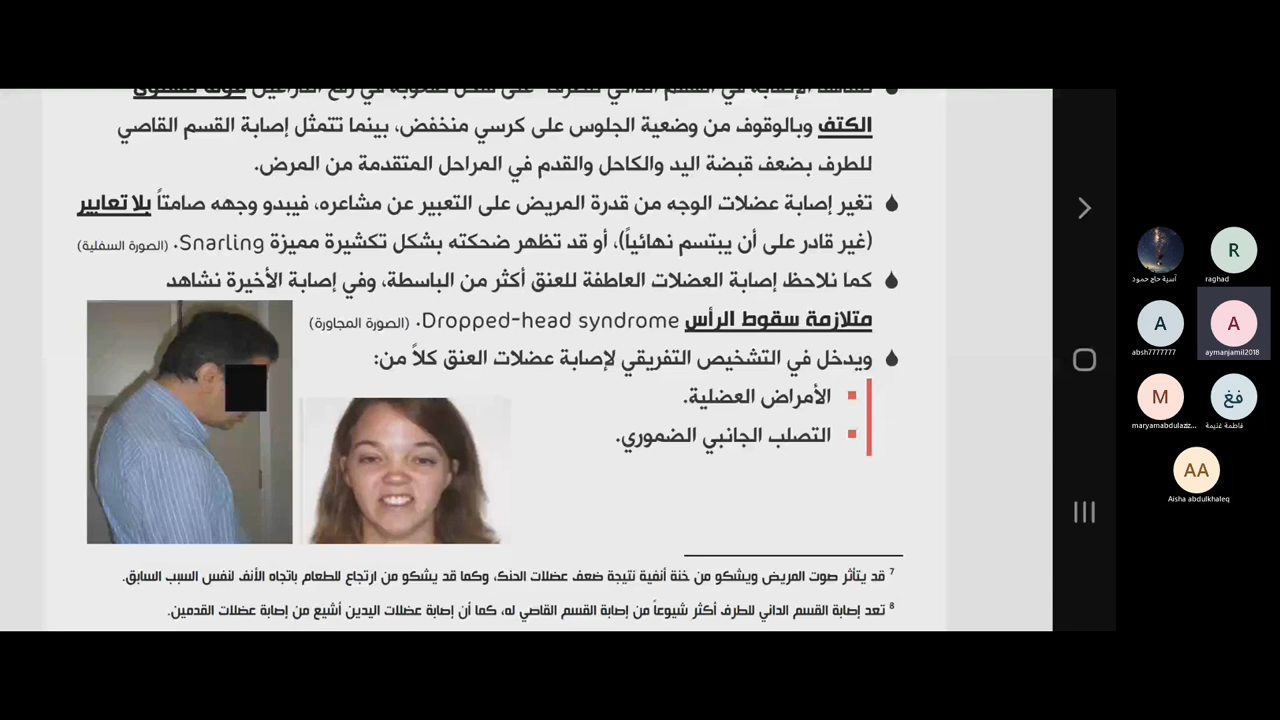 الكتف وبالوقوف من وضعية الجلوس على كرسي منخفض، بينما تتمثل إصابة القسم القاصي
للطرف بضعف قبضة اليد والكاحل والقدم في المراحل المتقدمة من المرض.
تغير إصابة عضلات الوجه من قدرة المريض على التعبير عن مشاعره، فيبدو وجهه صامتاً بلا تعابير
(غير قادر على أن يبتسم نهائياً)، أو قد تظهر ضحكته بشكل تكشيرة مميزة Snarling. (الصورة السفلية)
كما نلاحظ إصابة العضلات العاطفة للعنق أكثر من الباسطة، وفي إصابة الأخيرة نشاهد
متلازمة سقوط الرأس Dropped-head syndrome. (الصورة المجاورة)
ويدخل في التشخيص التفريقي لإصابة عضلات العنق كلاً من:
الأمراض العضلية.
التصلب الجانبي الضموري.
7 قد يتأثر صوت المريض ويشكو من خنة أنفية نتيجة ضعف عضلات الحنك، وكما قد يشكو من ارتجاع للطعام باتجاه الأنف لنفس السبب السابق.
8 تعد إصابة القسم الداني للطرف أكثر شيوعاً من إصابة القسم القاصي له، كما أن إصابة عضلات اليدين أشيع من إصابة عضلات القدمين.
آسية حاج حمود
R
raghad
A
absh7777777
A
aymanjamil2018
M
maryamabdulaziz...
فغ
فاطمة غنيمة
AA
Aisha abdulkhaleq